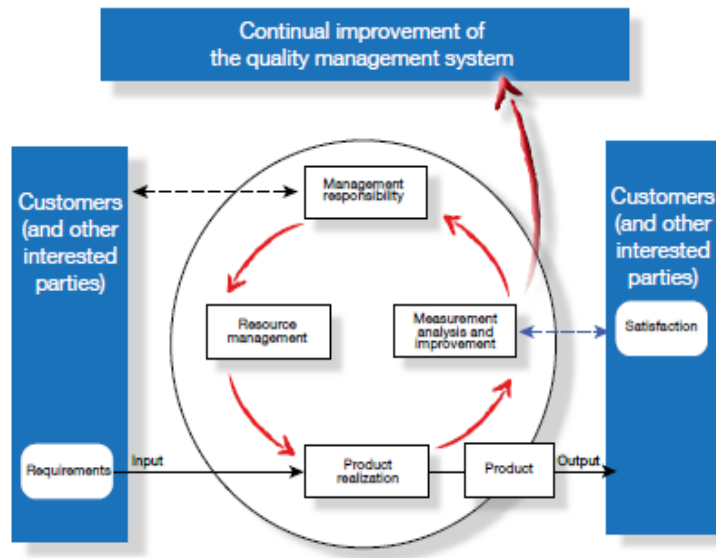 Continual improvement of
the quality management system
Customers
(and other
interested
parties)
Management
responsibility
Customers
(and other
interested
parties)
Resource
management
Measurement
analysis and
improvement
Satisfaction
Requirements
Input
Product
realization
Product
Output